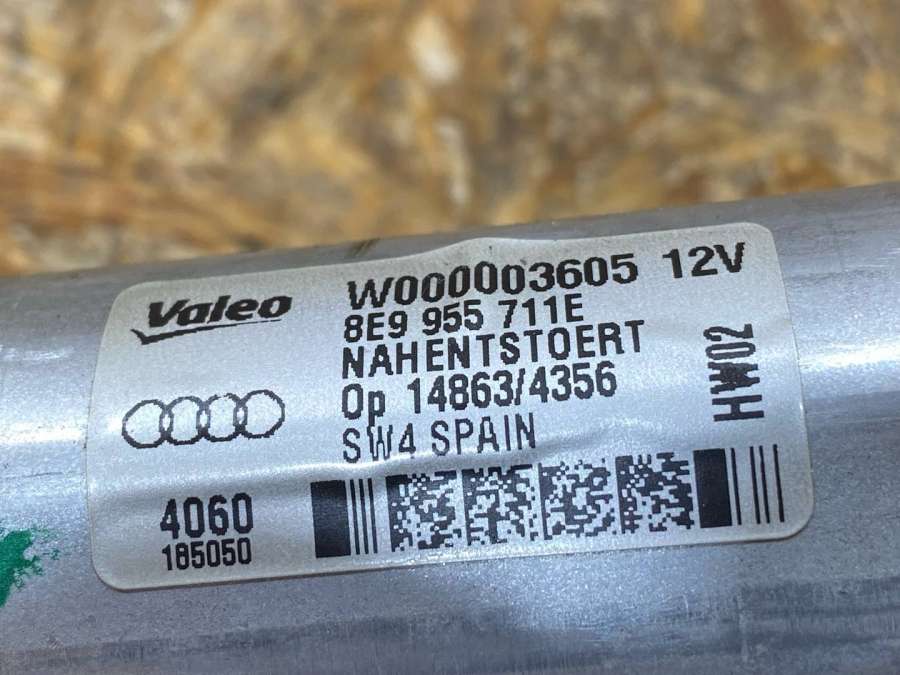 Valeo
W000003605 12V
8E9 955 711E
NAHENTSTOERT
Op 14863/4356
SW4 SPAIN
HW02
4060
185050